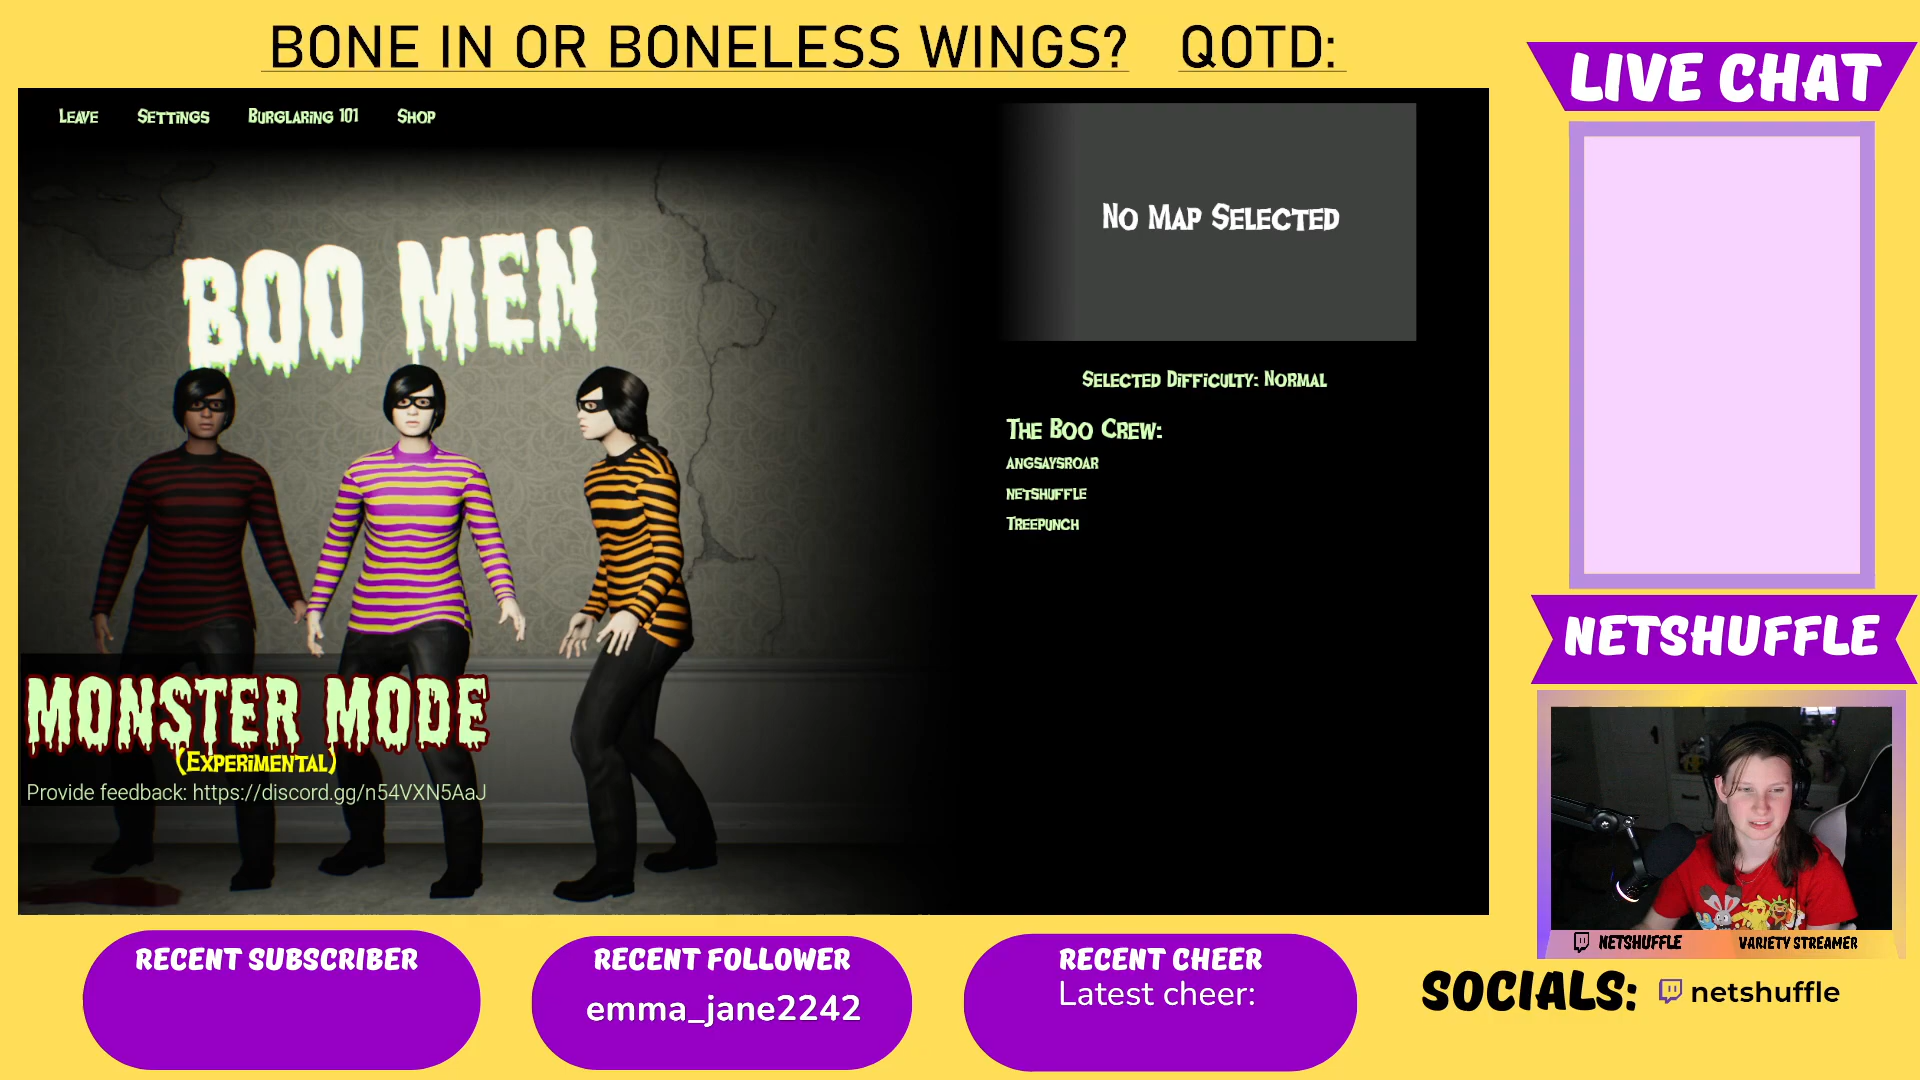 BONE IN OR BONELESS WINGS? QOTD:
LIVE CHAT
LEAVE SETTINGS BURGLARING 101 SHOP
NO MAP SELECTED
BOO MEN
SELECTED DIFFICULTY: NORMAL
THE BOO CREW:
ANGSAYSROAR
NETSHUFFLE
TREEPUNCH
MONSTER MODE
(EXPERIMENTAL)
Provide feedback: https://discord.gg/n54VXN5AaJ
NETSHUFFLE
NETSHUFFLE VARIETY STREAMER
RECENT SUBSCRIBER
RECENT FOLLOWER
emma_jane2242
RECENT CHEER
Latest cheer:
SOCIALS: netshuffle